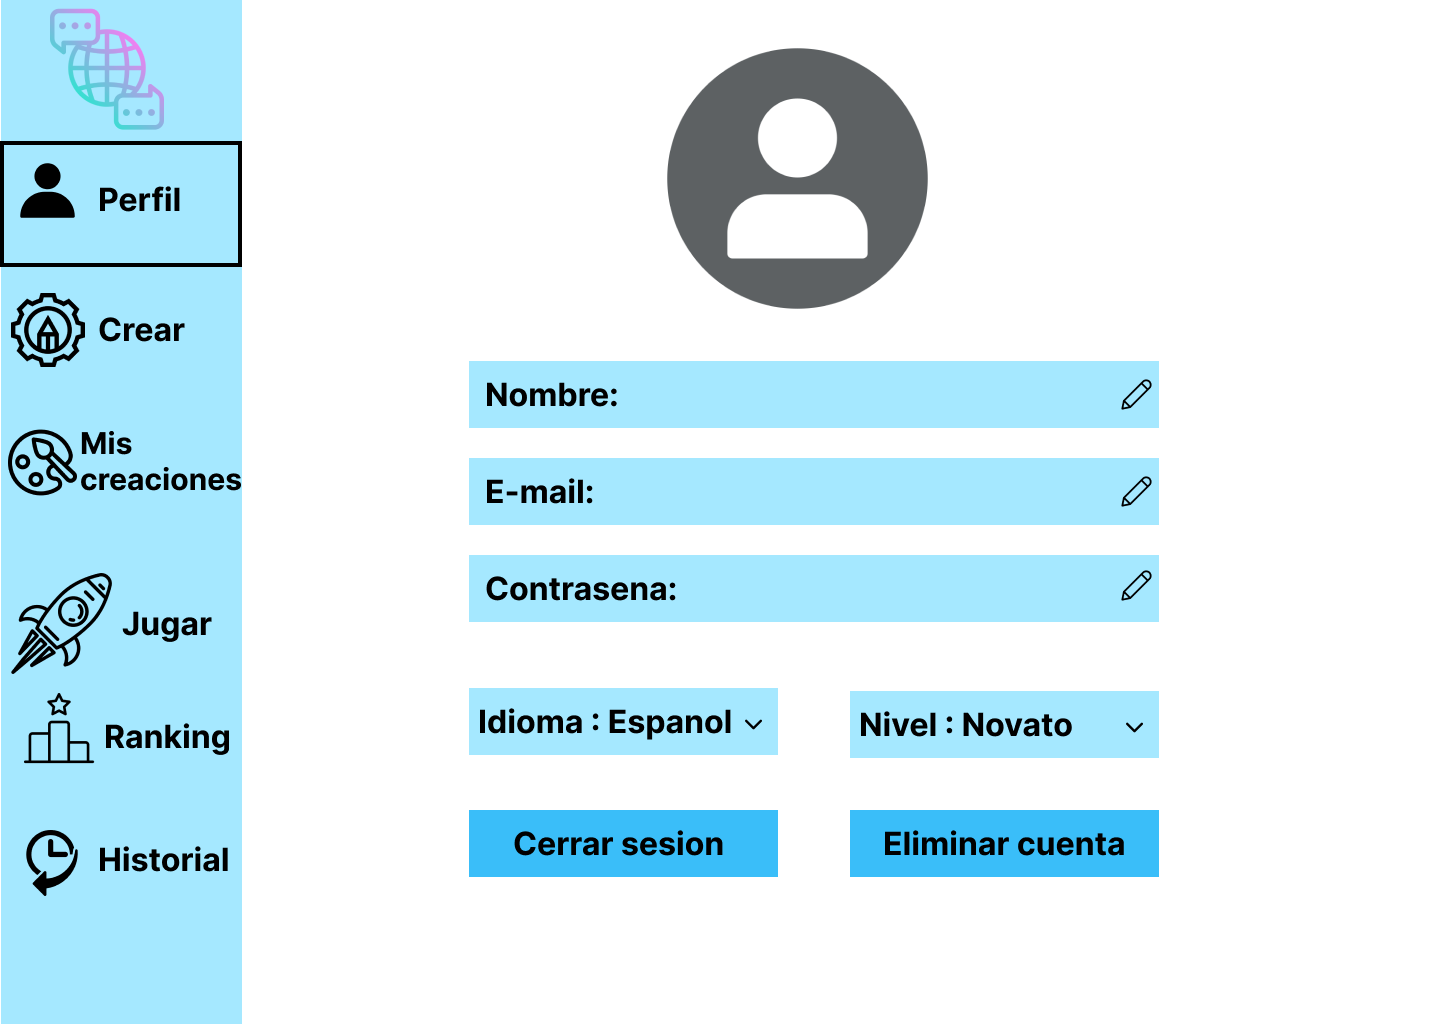 Perfil
Crear
Mis
creaciones
Jugar
Ranking
Historial
Nombre:
E-mail:
Contrasena:
Idioma : Espanol
Nivel : Novato
Cerrar sesion
Eliminar cuenta